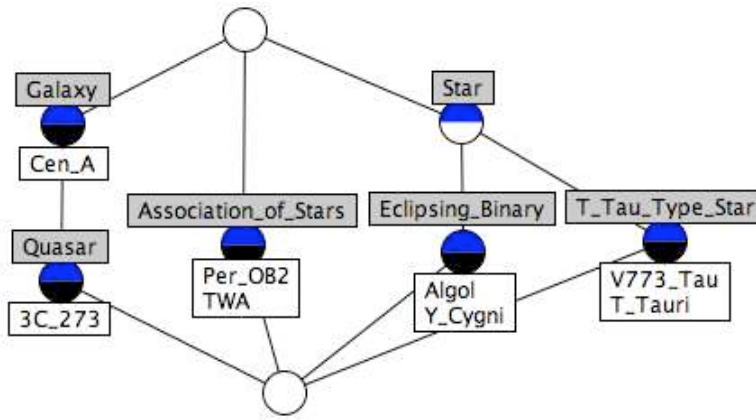 Galaxy
Star
Cen_A
Association_of_Stars
Eclipsing_Binary
T_Tau_Type_Star
Quasar
Per_OB2
TWA
Algol
Y_Cygni
V773_Tau
T_Tauri
3C_273